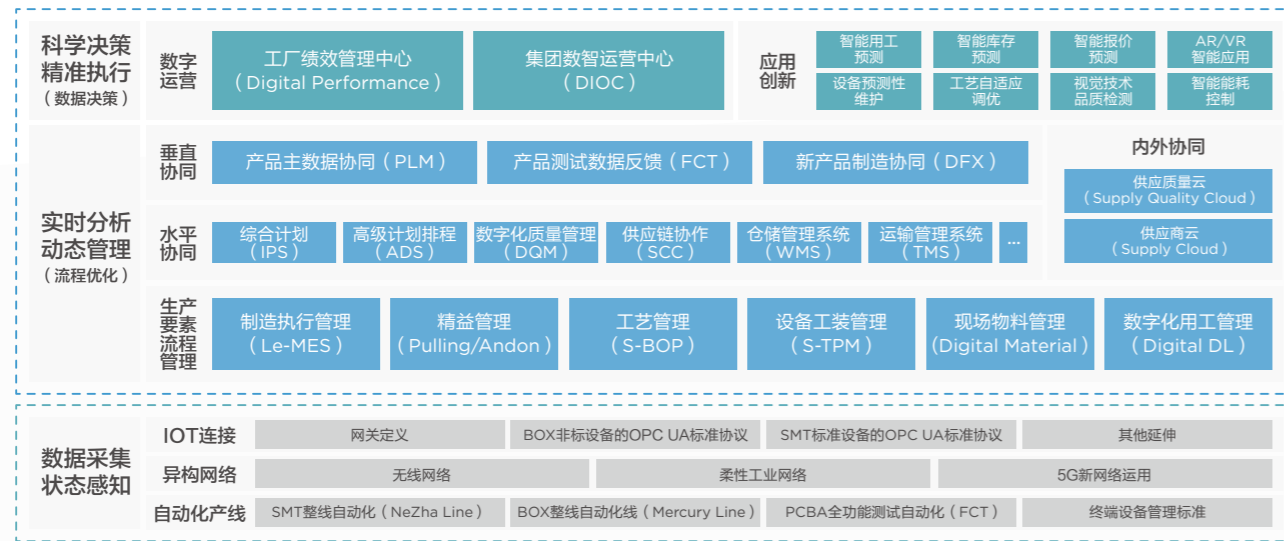 科学决策
精准执行
（数据决策）
数字
运营
工厂绩效管理中心
（Digital Performance）
集团数智运营中心
（DIOC）
应用
创新
智能用工
预测
智能库存
预测
智能报价
预测
AR/VR
智能应用
设备预测性
维护
工艺自适应
调优
视觉技术
品质检测
智能能耗
控制
实时分析
动态管理
（流程优化）
垂直
协同
产品主数据协同（PLM）
产品测试数据反馈（FCT）
新产品制造协同（DFX）
内外协同
供应质量云
（Supply Quality Cloud）
供应商云
（Supply Cloud）
水平
协同
综合计划
（IPS）
高级计划排程
（ADS）
数字化质量管理
（DQM）
供应链协作
（SCC）
仓储管理系统
（WMS）
运输管理系统
（TMS）
...
生产
要素
流程
管理
制造执行管理
（Le-MES）
精益管理
（Pulling/Andon）
工艺管理
（S-BOP）
设备工装管理
（S-TPM）
现场物料管理
(Digital Material）
数字化用工管理
（Digital DL）
数据采集
状态感知
IOT连接
网关定义
BOX非标设备的OPC UA标准协议
SMT标准设备的OPC UA标准协议
其他延伸
异构网络
无线网络
柔性工业网络
5G新网络运用
自动化产线
SMT整线自动化（NeZha Line）
BOX整线自动化线（Mercury Line）
PCBA全功能测试自动化（FCT）
终端设备管理标准